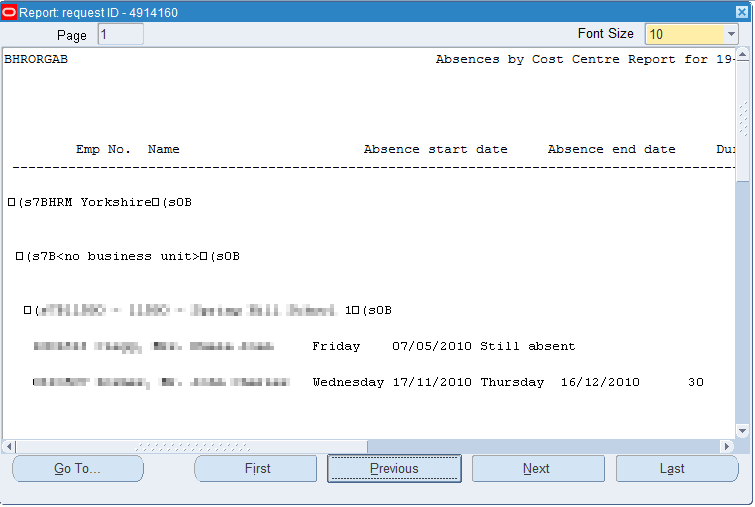 Report: request ID - 4914160
Page 1 Font Size 10
BHRORGAB Absences by Cost Centre Report for 19-
Emp No. Name Absence start date Absence end date Du
--------------------------------------------------------------------------------------------
□(s7BHRM Yorkshire□(s0B
□(s7B<no business unit>□(s0B
□( 1□(s0B
Friday 07/05/2010 Still absent
Wednesday 17/11/2010 Thursday 16/12/2010 30
Go To... First Previous Next Last